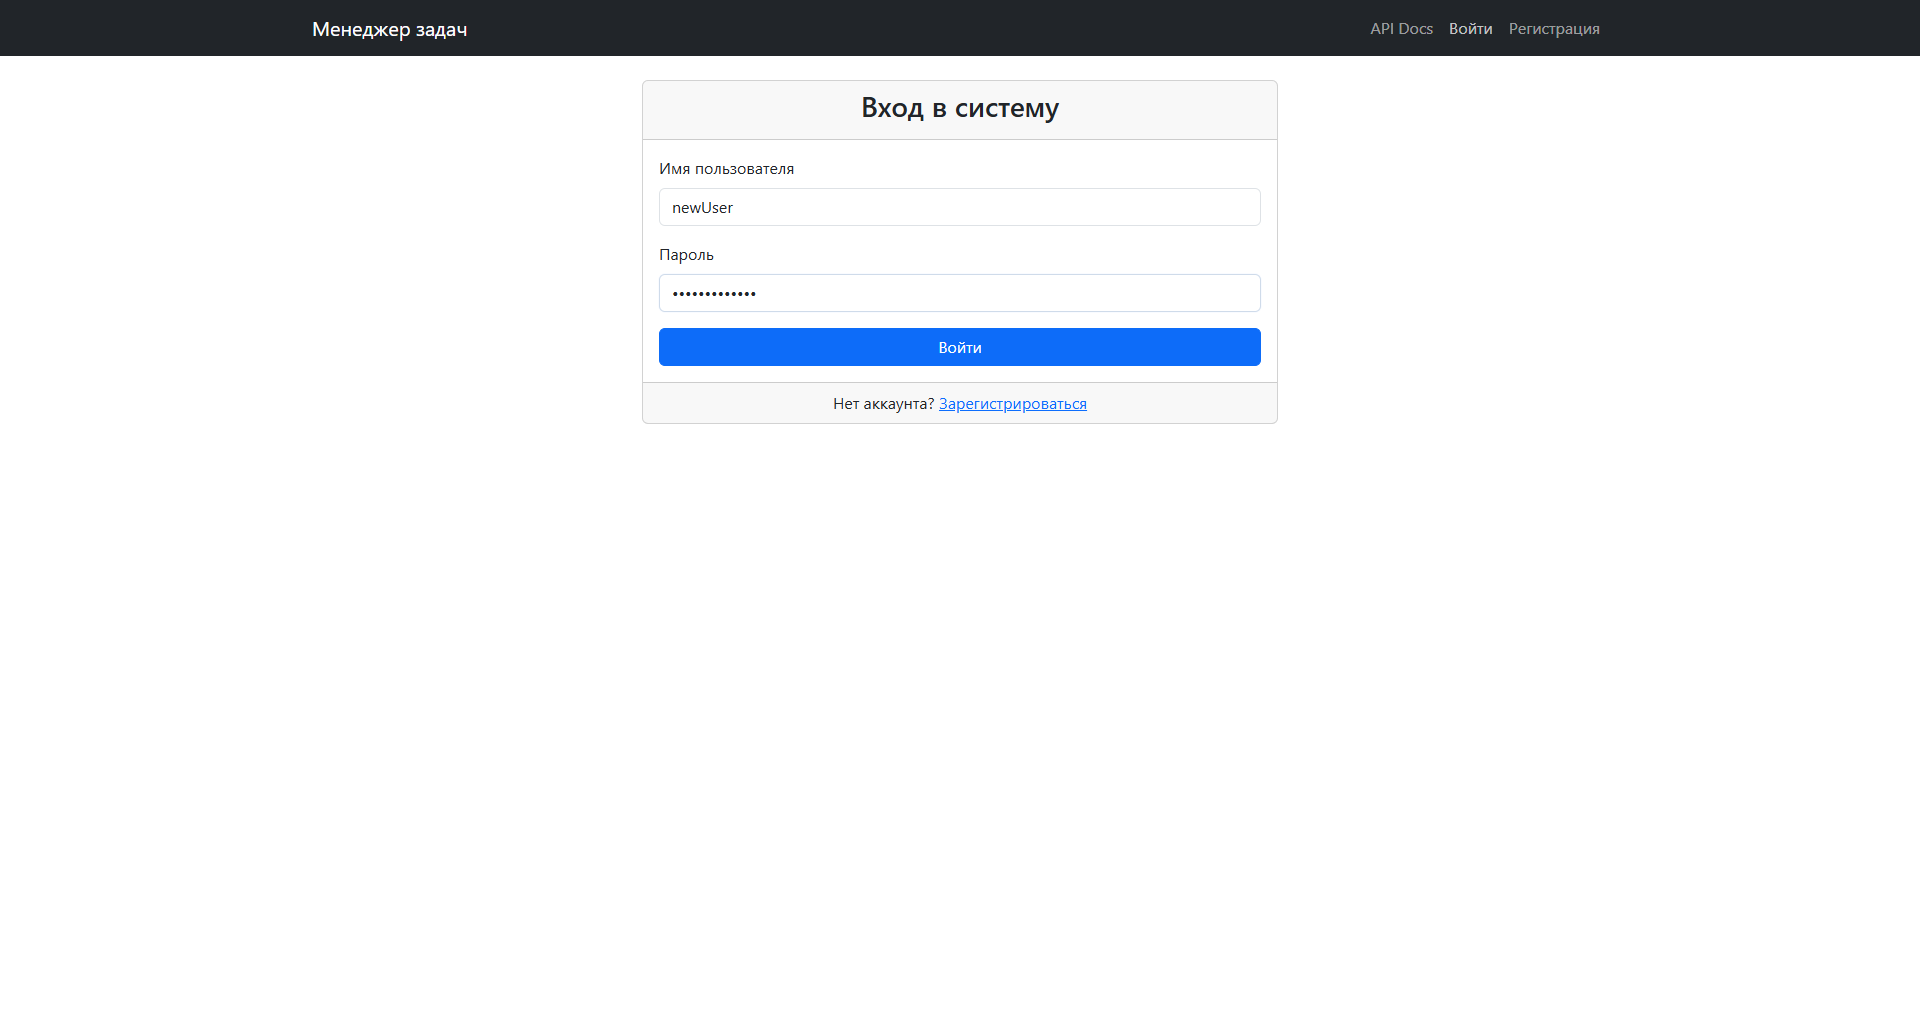 Менеджер задач
API Docs Войти Регистрация
Вход в систему
Имя пользователя
newUser
Пароль
•••••••••••••
Войти
Нет аккаунта? Зарегистрироваться